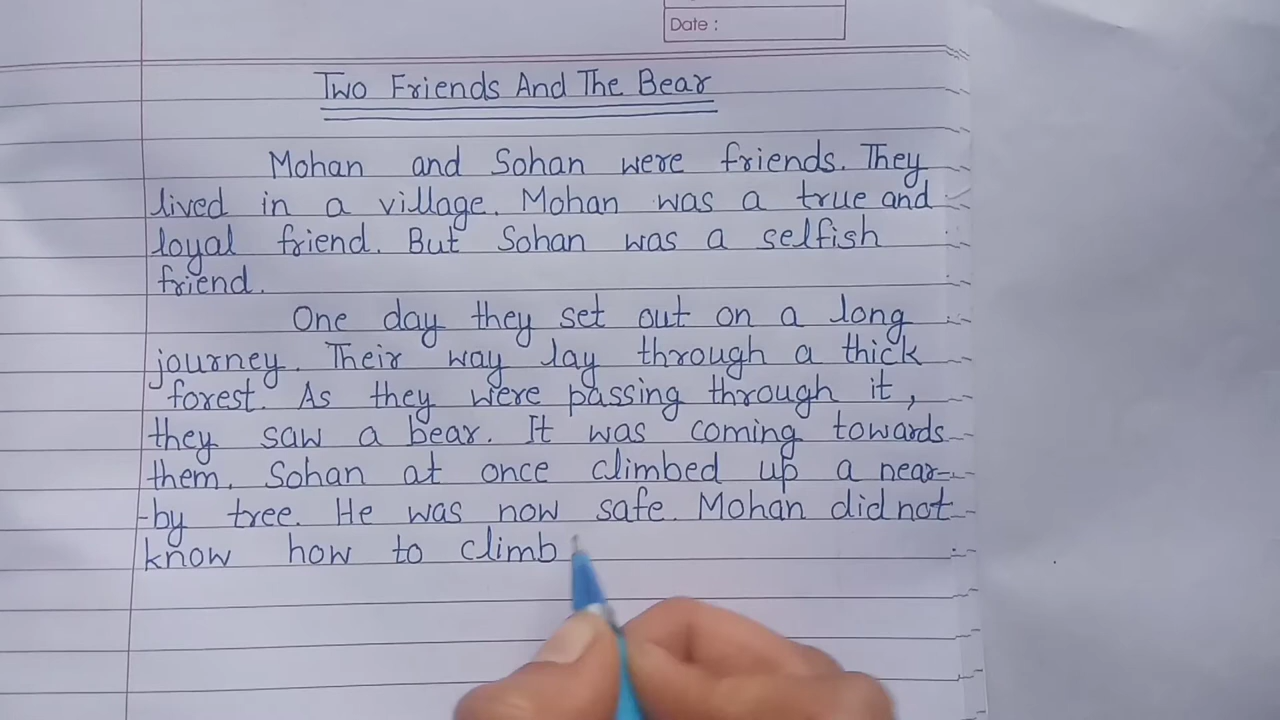 Date :
Two Friends And The Bear
Mohan and Sohan were friends. They
lived in a village. Mohan was a true and
loyal friend. But Sohan was a selfish
friend.
One day they set out on a long
journey. Their way lay through a thick
forest. As they were passing through it,
they saw a bear. It was coming towards
them. Sohan at once climbed up a near-
-by tree. He was now safe. Mohan did not
know how to climb